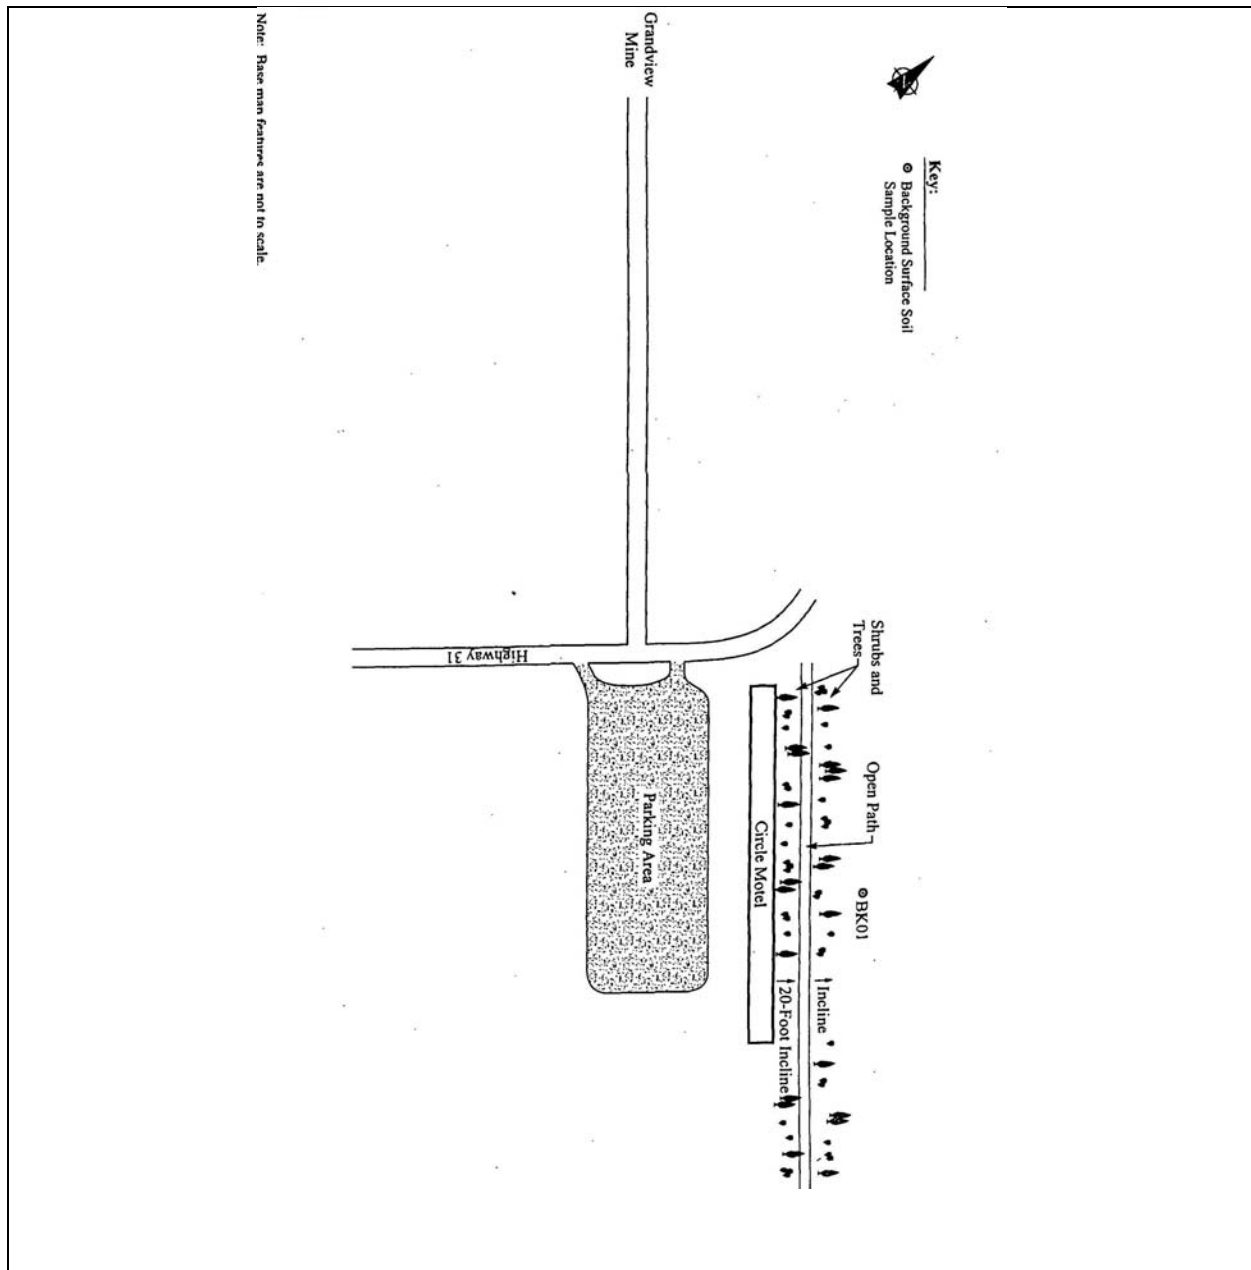 Grandview
Mine
Key:
Background Surface Soil
Sample Location
Shrubs and
Trees
Open Path
Highway 31
Parking Area
Circle Motel
BK01
Incline
20-Foot Incline
Note: Base map features are not to scale.